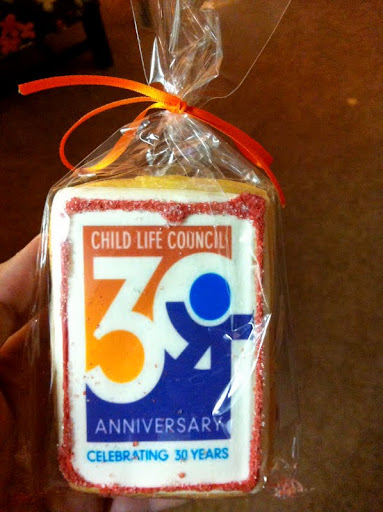 CHILD LIFE COUNCIL
30
ANNIVERSARY
CELEBRATING 30 YEARS